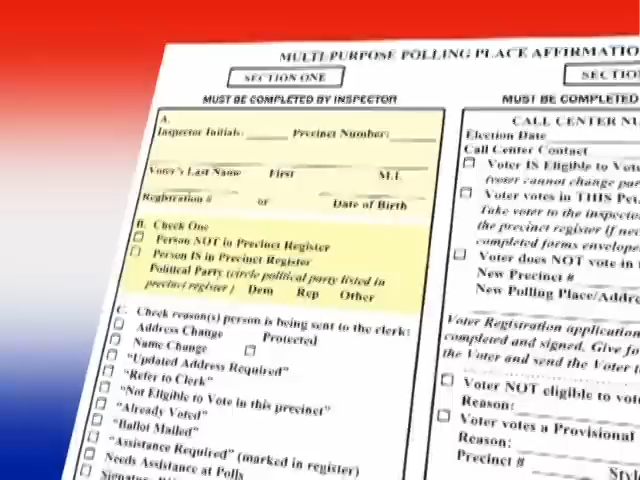 MULTI PURPOSE POLLING PLACE AFFIRMATIO
SECTION ONE
MUST BE COMPLETED BY INSPECTOR
A.
Inspector Initials: Precinct Number:
Voter's Last Name First M.I.
Registration # or Date of Birth
B. Check One
Person NOT in Precinct Register
Person IS in Precinct Register
Political Party (circle political party listed in
precinct register ) Dem Rep Other
C. Check reason(s) person is being sent to the clerk:
Address Change Protected
Name Change
"Updated Address Required"
"Refer to Clerk"
"Not Eligible to Vote in this precinct"
"Already Voted"
"Ballot Mailed"
"Assistance Required" (marked in register)
Needs Assistance at Polls
SECTIO
MUST BE COMPLETED
CALL CENTER NU
Election Date
Call Center Contact
Voter IS Eligible to Vote
(voter cannot change par
Voter votes in THIS
Take voter to the inspecto
the precinct register if nec
completed forms envelope
Voter does NOT vote in
New Precinct #
New Polling Place/Addre
Voter Registration application
completed and signed. Give fo
the Voter and send the Voter to
Voter NOT eligible to vote
Reason:
Voter votes a Provisional
Reason:
Precinct # Style